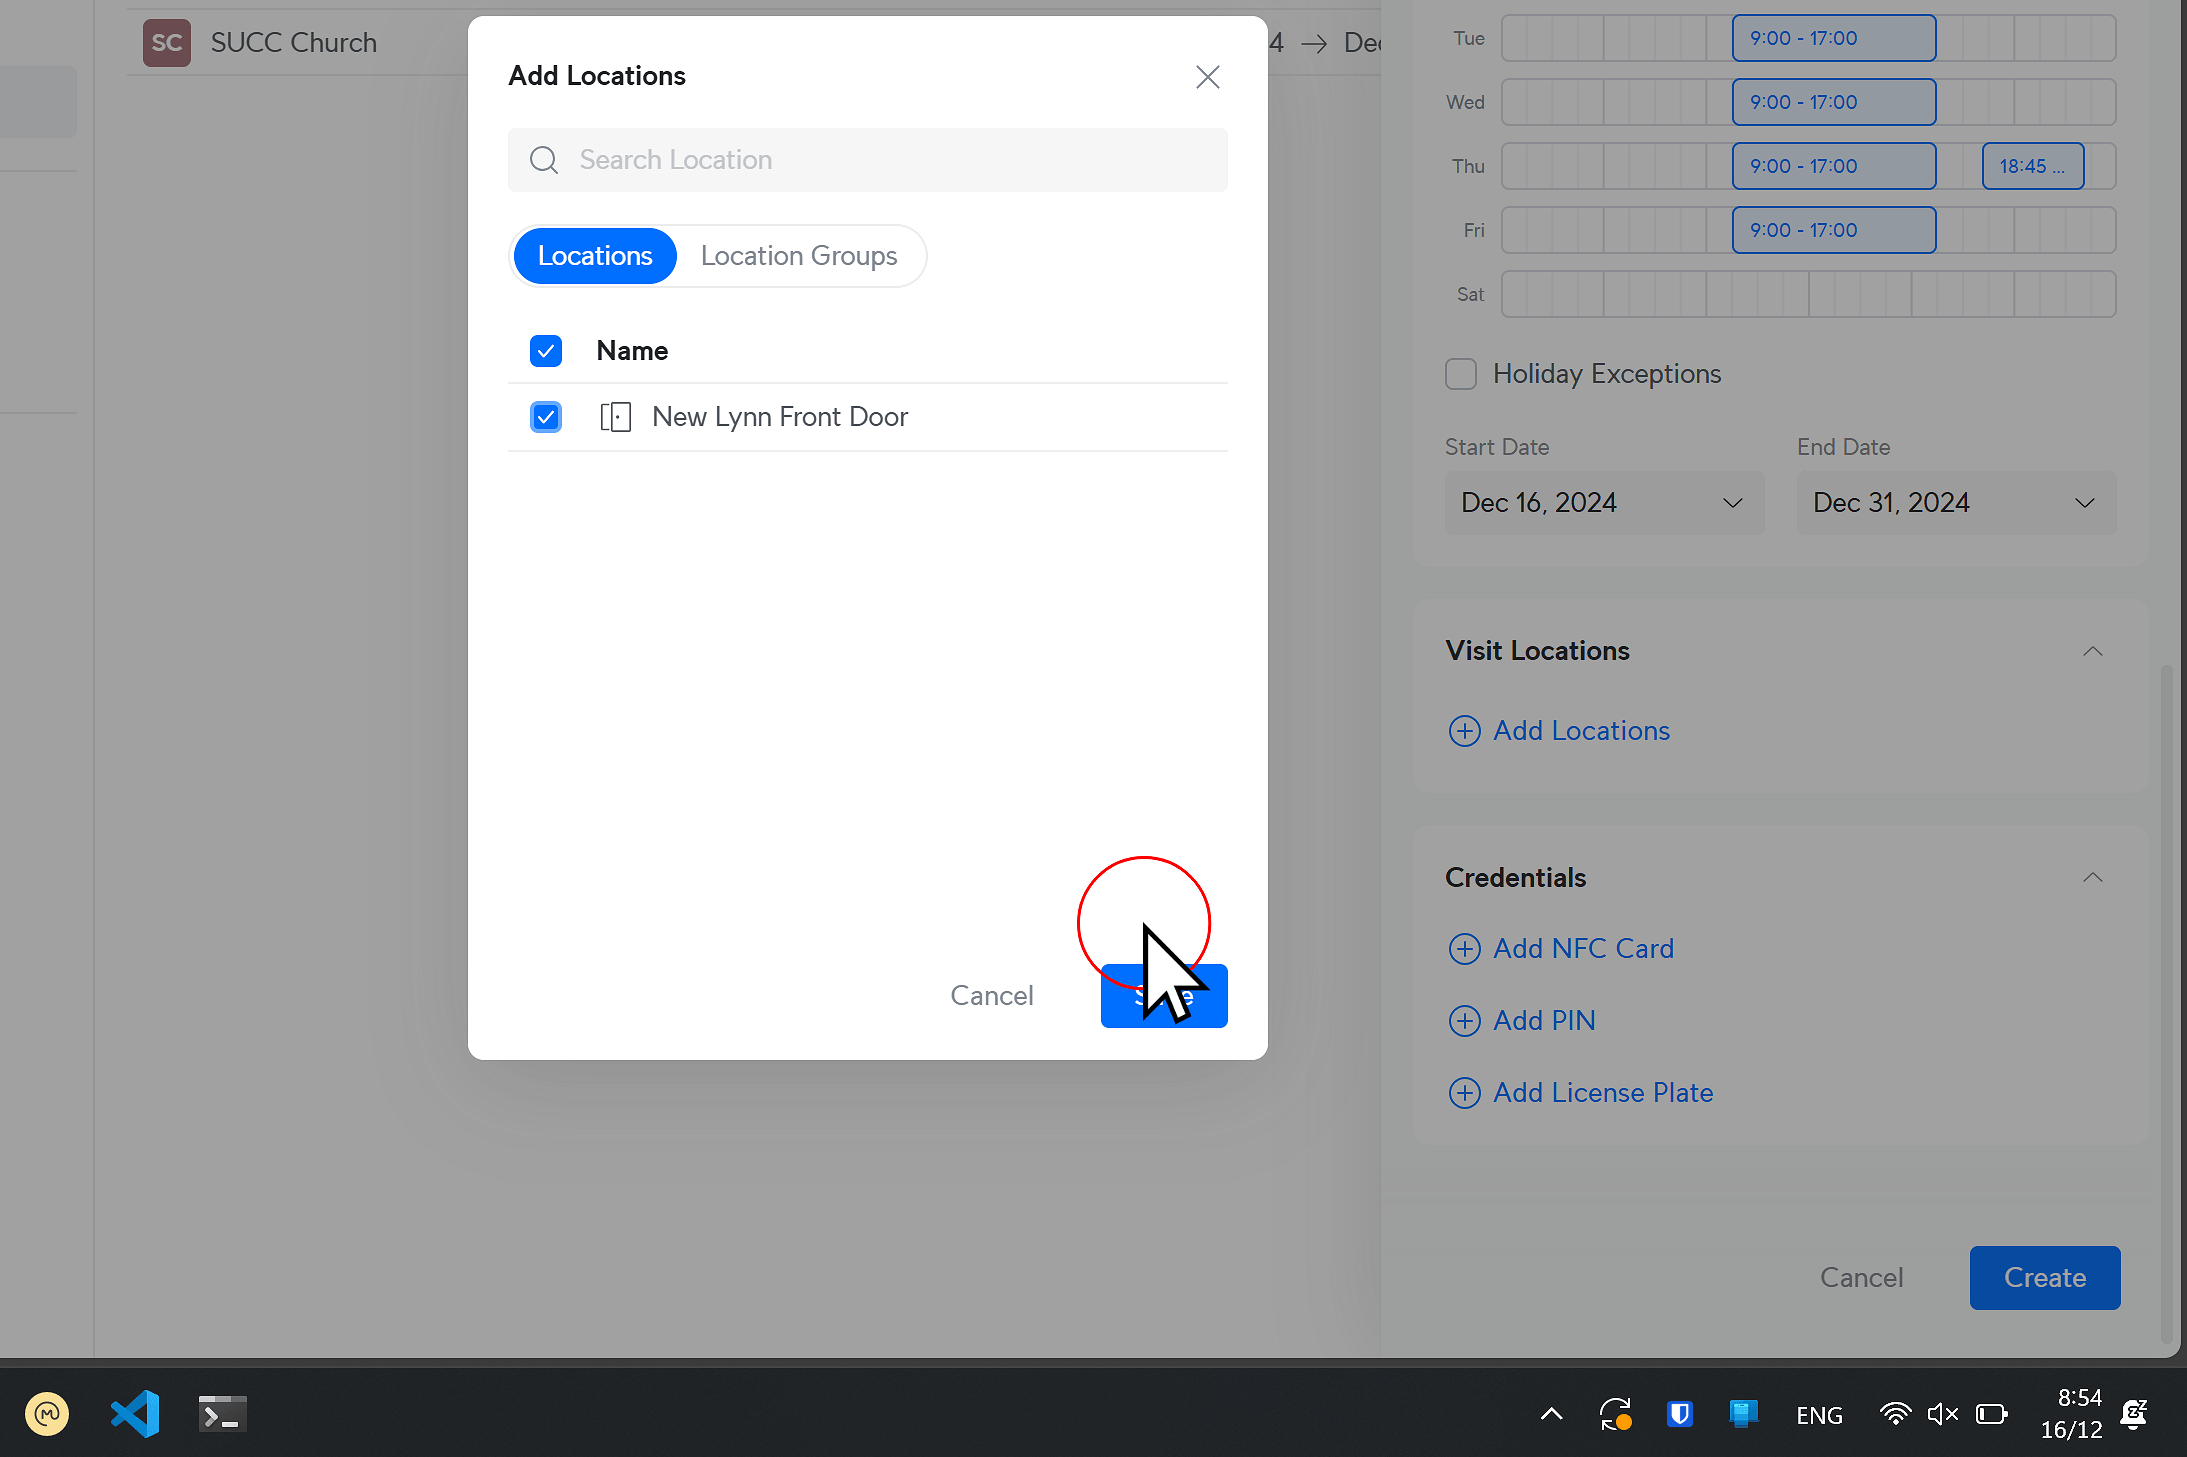 SC SUCC Church
4 → Dec
Add Locations
Search Location
Locations Location Groups
Name
New Lynn Front Door
Cancel
Tue 9:00 - 17:00
Wed 9:00 - 17:00
Thu 9:00 - 17:00 18:45 ...
Fri 9:00 - 17:00
Sat
Holiday Exceptions
Start Date End Date
Dec 16, 2024 Dec 31, 2024
Visit Locations
Add Locations
Credentials
Add NFC Card
Add PIN
Add License Plate
Cancel Create
ENG 8:54
16/12